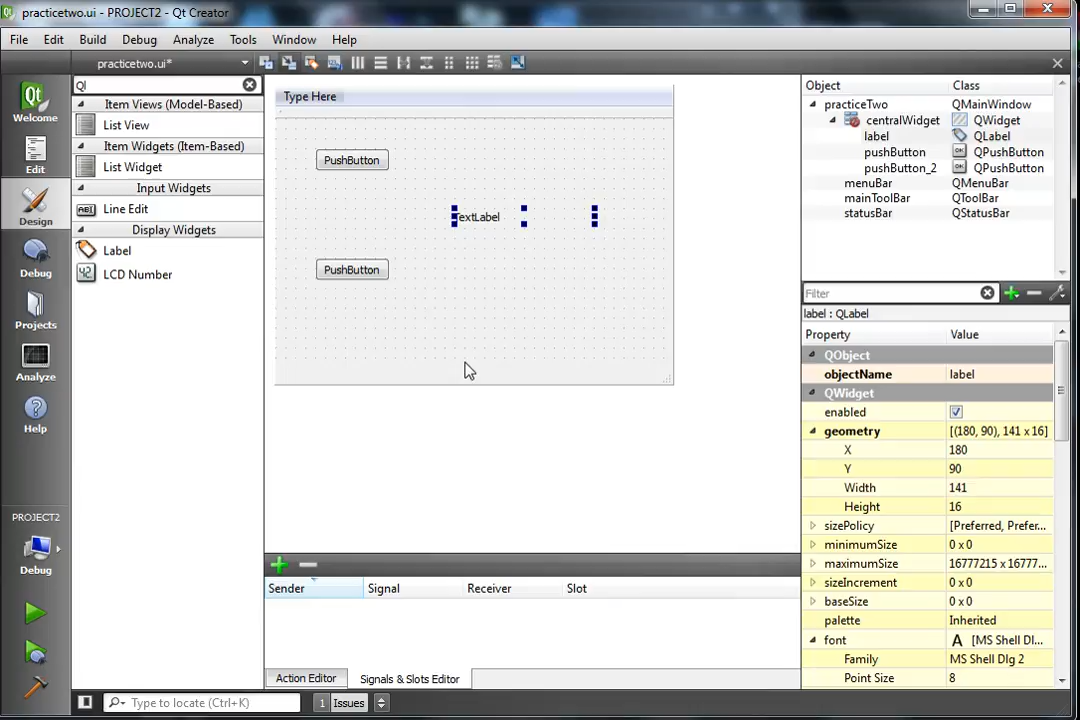 practicetwo.ui - PROJECT2 - Qt Creator
File Edit Build Debug Analyze Tools Window Help
practicetwo.ui*
Welcome
Edit
Design
Debug
Projects
Analyze
Help
PROJECT2
Debug
Ql
Item Views (Model-Based)
List View
Item Widgets (Item-Based)
List Widget
Input Widgets
Line Edit
Display Widgets
Label
LCD Number
Type Here
PushButton
TextLabel
PushButton
Object Class
practiceTwo QMainWindow
centralWidget QWidget
label QLabel
pushButton QPushButton
pushButton_2 QPushButton
menuBar QMenuBar
mainToolBar QToolBar
statusBar QStatusBar
Filter
label : QLabel
Property Value
QObject
objectName label
QWidget
enabled
geometry [(180, 90), 141 x 16]
X 180
Y 90
Width 141
Height 16
sizePolicy [Preferred, Prefer...
minimumSize 0 x 0
maximumSize 16777215 x 16777...
sizeIncrement 0 x 0
baseSize 0 x 0
palette Inherited
font A [MS Shell Dl...
Family MS Shell Dlg 2
Point Size 8
Sender Signal Receiver Slot
Action Editor Signals & Slots Editor
Type to locate (Ctrl+K) 1 Issues